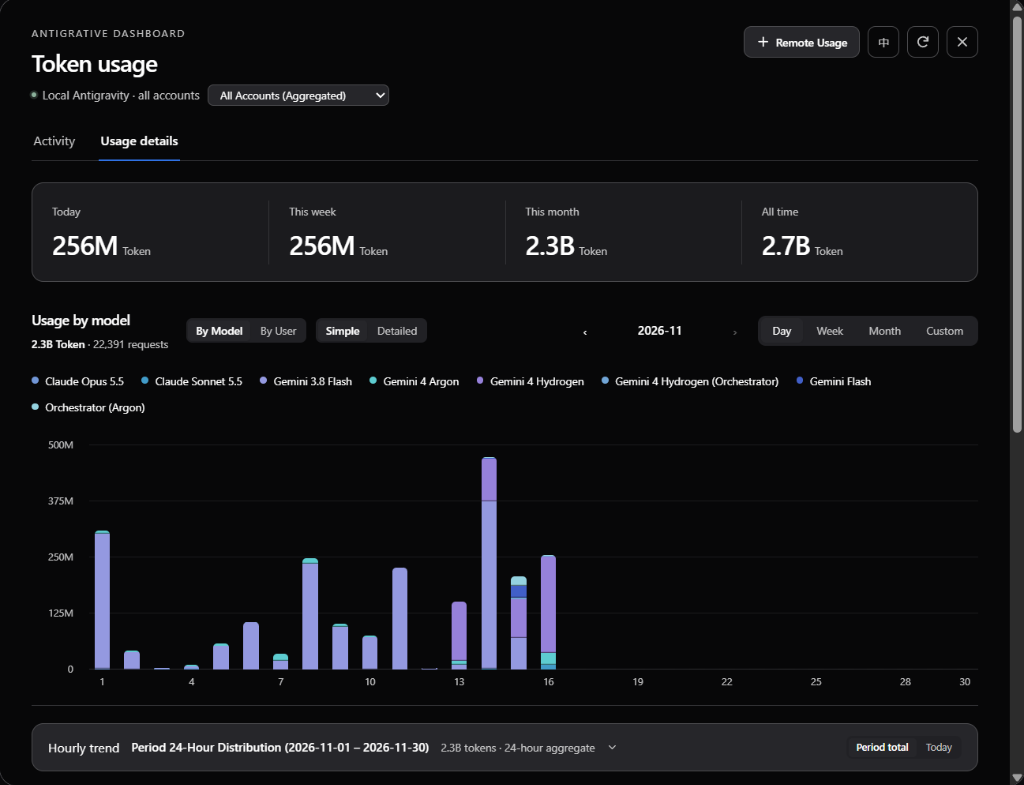 ANTIGRATIVE DASHBOARD
Token usage
Local Antigravity · all accounts All Accounts (Aggregated)
+ Remote Usage 中
Activity Usage details
Today This week This month All time
256M Token 256M Token 2.3B Token 2.7B Token
Usage by model
2.3B Token · 22,391 requests
By Model By User Simple Detailed
‹ 2026-11 ›
Day Week Month Custom
Claude Opus 5.5 Claude Sonnet 5.5 Gemini 3.8 Flash Gemini 4 Argon Gemini 4 Hydrogen Gemini 4 Hydrogen (Orchestrator) Gemini Flash
Orchestrator (Argon)
500M
375M
250M
125M
0
1 4 7 10 13 16 19 22 25 28 30
Hourly trend Period 24-Hour Distribution (2026-11-01 – 2026-11-30) 2.3B tokens · 24-hour aggregate Period total Today